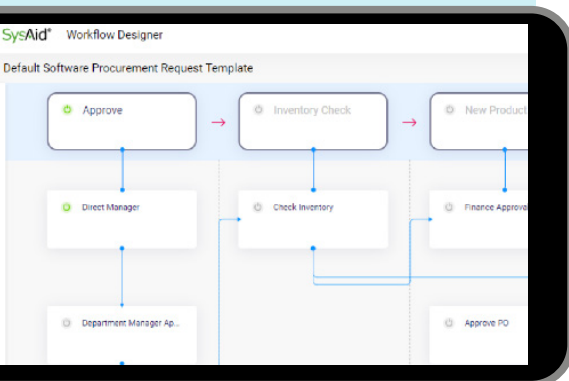 SysAid® Workflow Designer
Default Software Procurement Request Template
Approve
Inventory Check
New Product
Direct Manager
Check Inventory
Finance Approva
Department Manager Ap...
Approve PO